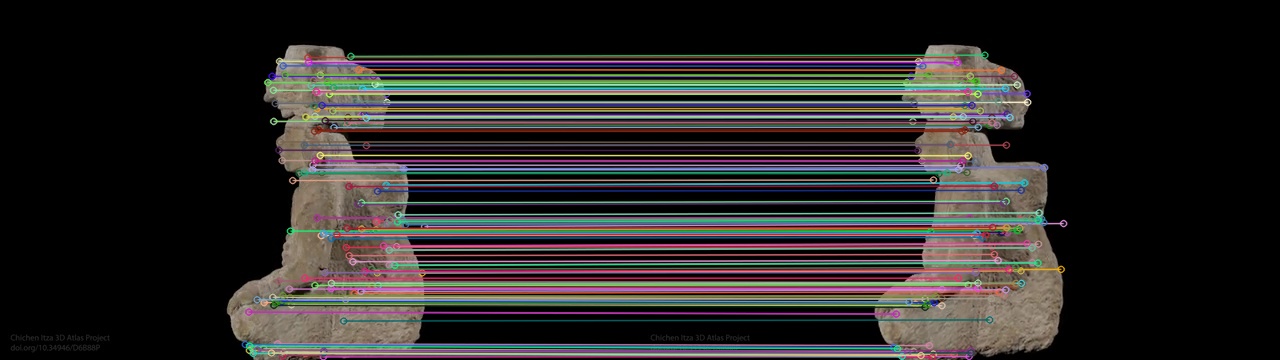 Chichen Itza 3D Atlas Project
doi.org/10.34946/D6888P
Chichen Itza 3D Atlas Project